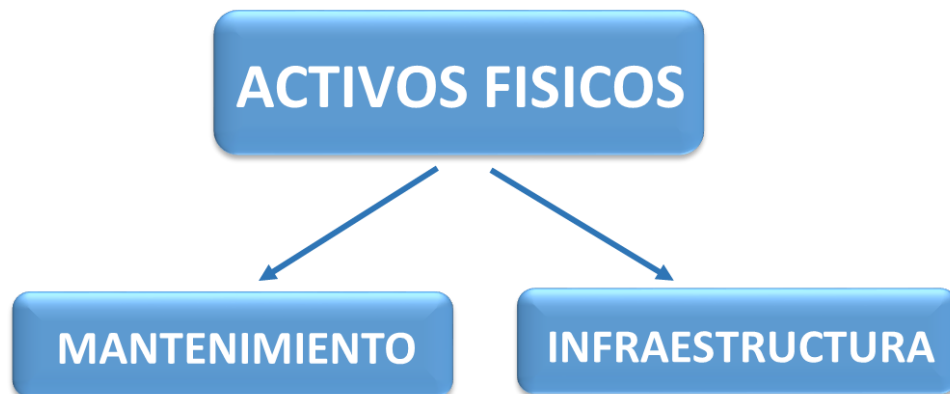 ACTIVOS FISICOS
MANTENIMIENTO
INFRAESTRUCTURA